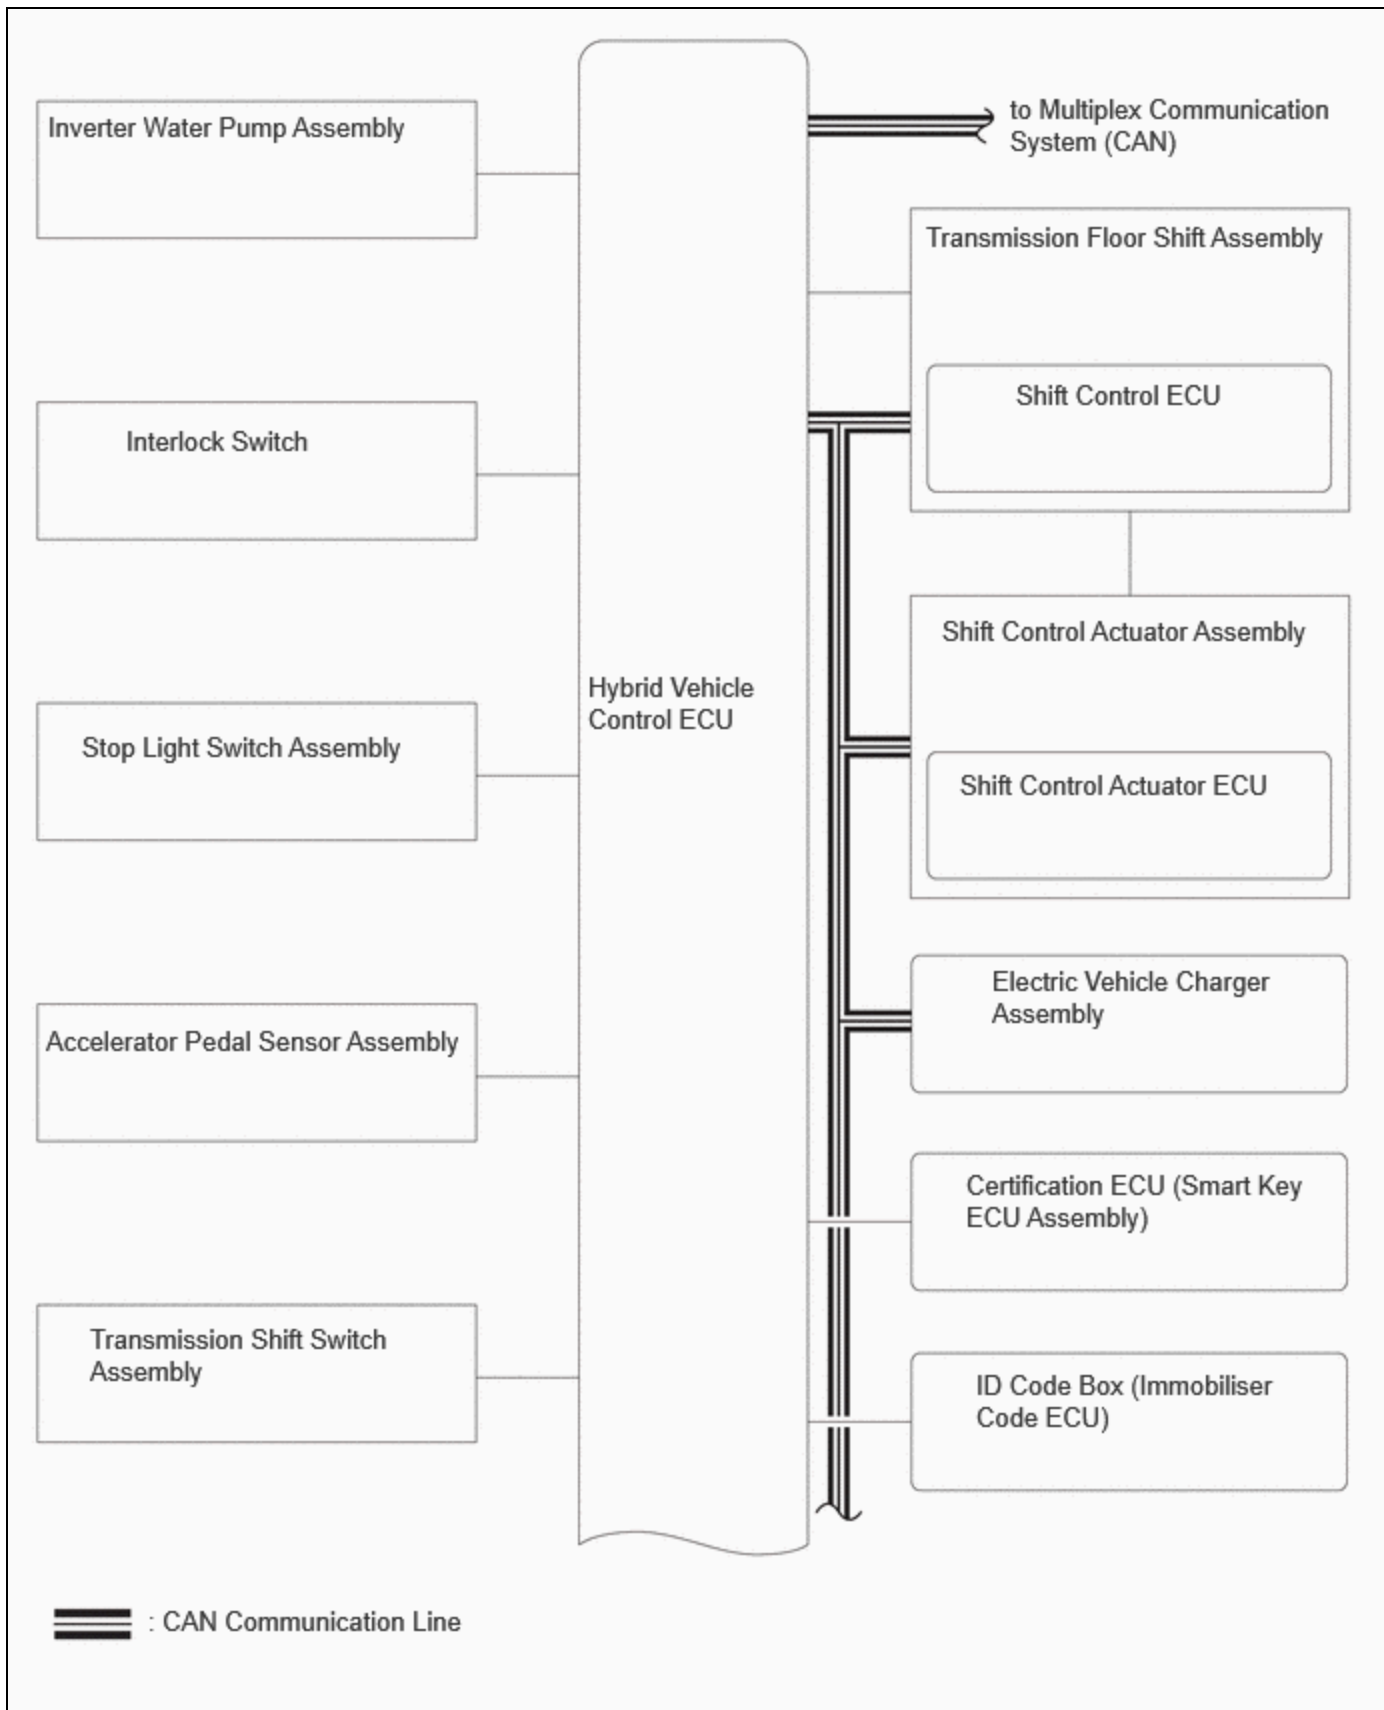 Inverter Water Pump Assembly
to Multiplex Communication
System (CAN)
Transmission Floor Shift Assembly
Shift Control ECU
Interlock Switch
Shift Control Actuator Assembly
Hybrid Vehicle
Control ECU
Stop Light Switch Assembly
Shift Control Actuator ECU
Electric Vehicle Charger
Assembly
Accelerator Pedal Sensor Assembly
Certification ECU (Smart Key
ECU Assembly)
Transmission Shift Switch
Assembly
ID Code Box (Immobiliser
Code ECU)
: CAN Communication Line